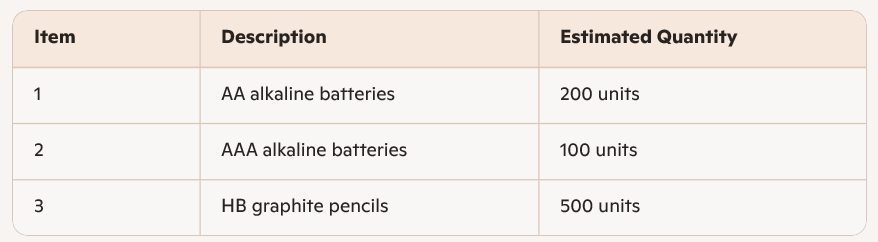 Item Description Estimated Quantity
1 AA alkaline batteries 200 units
2 AAA alkaline batteries 100 units
3 HB graphite pencils 500 units